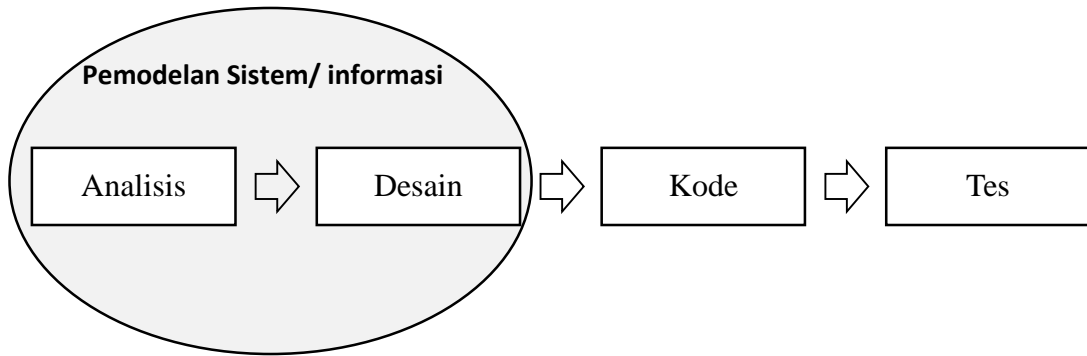 Pemodelan Sistem/ informasi
Analisis
Desain
Kode
Tes